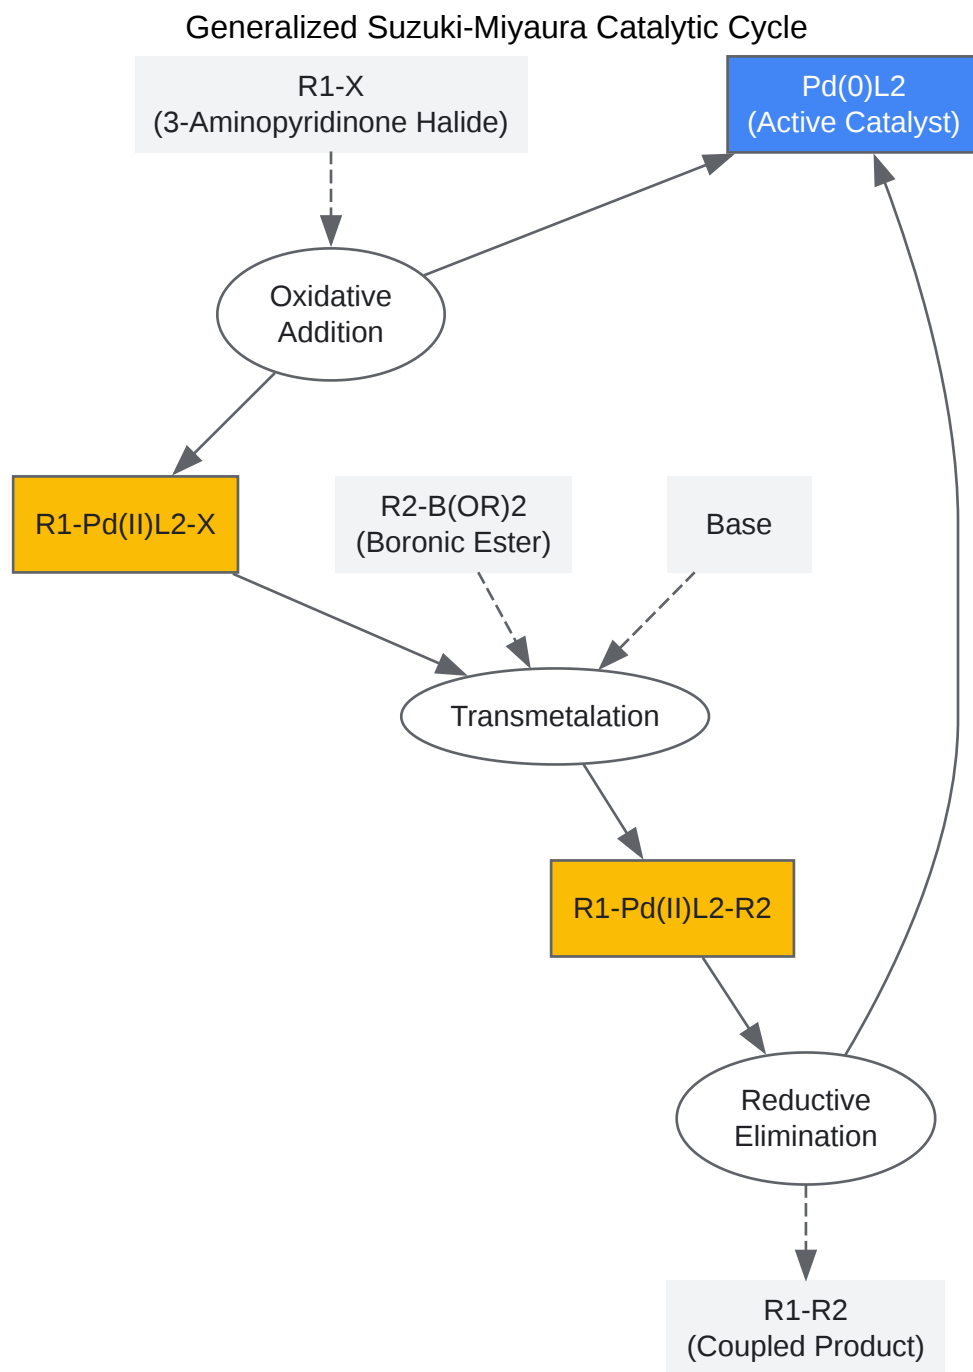 Generalized Suzuki-Miyaura Catalytic Cycle
R1-X
(3-Aminopyridinone Halide)
Pd(0)L2
(Active Catalyst)
Oxidative
Addition
R1-Pd(II)L2-X
R2-B(OR)2
(Boronic Ester)
Base
Transmetalation
R1-Pd(II)L2-R2
Reductive
Elimination
R1-R2
(Coupled Product)